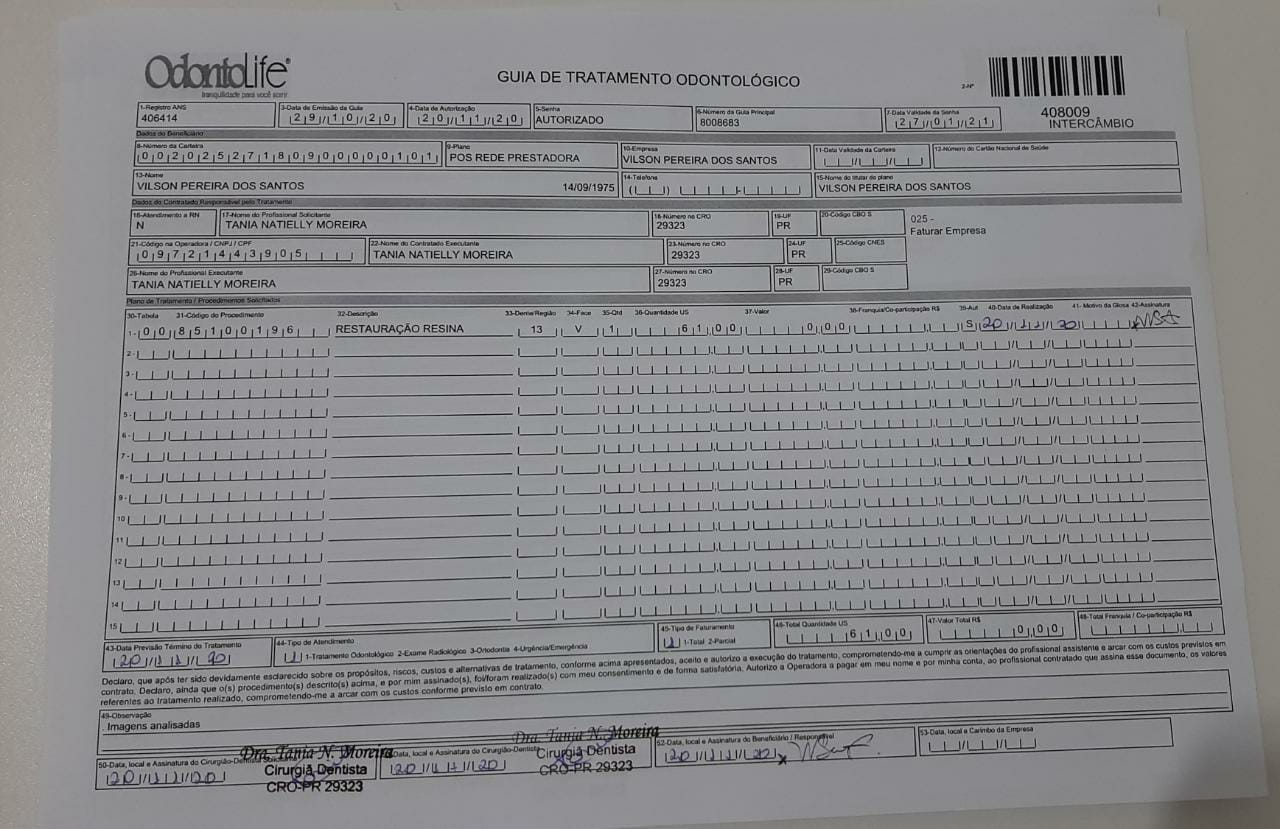 OdontoLife®
tranquilidade para você sorrir
GUIA DE TRATAMENTO ODONTOLÓGICO
2-Nº
408009
INTERCÂMBIO
1-Registro ANS 3-Data de Emissão da Guia 4-Data de Autorização 5-Senha 6-Número da Guia Principal 7-Data Validade da Senha
406414 29/10/20 20/11/20 AUTORIZADO 8008683 27/01/21
Dados do Beneficiário
8-Número da Carteira 9-Plano 10-Empresa 11-Data Validade da Carteira 12-Número do Cartão Nacional de Saúde
00202527180900000101 POS REDE PRESTADORA VILSON PEREIRA DOS SANTOS
13-Nome 14-Telefone 15-Nome do titular do plano
VILSON PEREIRA DOS SANTOS 14/09/1975 VILSON PEREIRA DOS SANTOS
Dados do Contratado Responsável pelo Tratamento
16-Atendimento a RN 17-Nome do Profissional Solicitante 18-Número no CRO 19-UF 20-Código CBO S
N TANIA NATIELLY MOREIRA 29323 PR
025 -
Faturar Empresa
21-Código na Operadora / CNPJ / CPF 22-Nome do Contratado Executante 23-Número no CRO 24-UF 25-Código CNES
09721443905 TANIA NATIELLY MOREIRA 29323 PR
26-Nome do Profissional Executante 27-Número no CRO 28-UF 29-Código CBO S
TANIA NATIELLY MOREIRA 29323 PR
Plano de Tratamento / Procedimentos Solicitados
30-Tabela 31-Código do Procedimento 32-Descrição 33-Dente/Região 34-Face 35-Qtd 36-Quantidade US 37-Valor 38-Franquia/Co-participação R$ 39-Aut 40-Data de Realização 41- Motivo da Glosa 42-Assinatura
1- 00 85100196 RESTAURAÇÃO RESINA 13 V 1 61,00 0,00 S 20/11/20
2-
3-
4-
5-
6-
7-
8-
9-
10
11
12
13
14
15
43-Data Previsão Término do Tratamento 44-Tipo de Atendimento 45-Tipo de Faturamento 46-Total Quantidade US 47-Valor Total R$ 48-Total Franquia / Co-participação R$
20/11/20 1 1-Tratamento Odontológico 2-Exame Radiológico 3-Ortodontia 4-Urgência/Emergência 1 1-Total 2-Parcial 61,00 0,00
Declaro, que após ter sido devidamente esclarecido sobre os propósitos, riscos, custos e alternativas de tratamento, conforme acima apresentados, aceito e autorizo a execução do tratamento, comprometendo-me a cumprir as orientações do profissional assistente e arcar com os custos previstos em
contrato. Declaro, ainda que o(s) procedimento(s) descrito(s) acima, e por mim assinado(s), foi/foram realizado(s) com meu consentimento e de forma satisfatória. Autorizo a Operadora a pagar em meu nome e por minha conta, ao profissional contratado que assina esse documento, os valores
referentes ao tratamento realizado, comprometendo-me a arcar com os custos conforme previsto em contrato.
49-Observação
. Imagens analisadas
50-Data, local e Assinatura do Cirurgião-Dentista Solicitante Data, local e Assinatura do Cirurgião-Dentista 52-Data, local e Assinatura do Beneficiário / Responsável 53-Data, local e Carimbo da Empresa
20/11/20 20/11/20 20/11/20 x
Dra. Tania N. Moreira
Cirurgiã Dentista
CRO-PR 29323
Dra. Tania N. Moreira
Cirurgiã Dentista
CRO-PR 29323